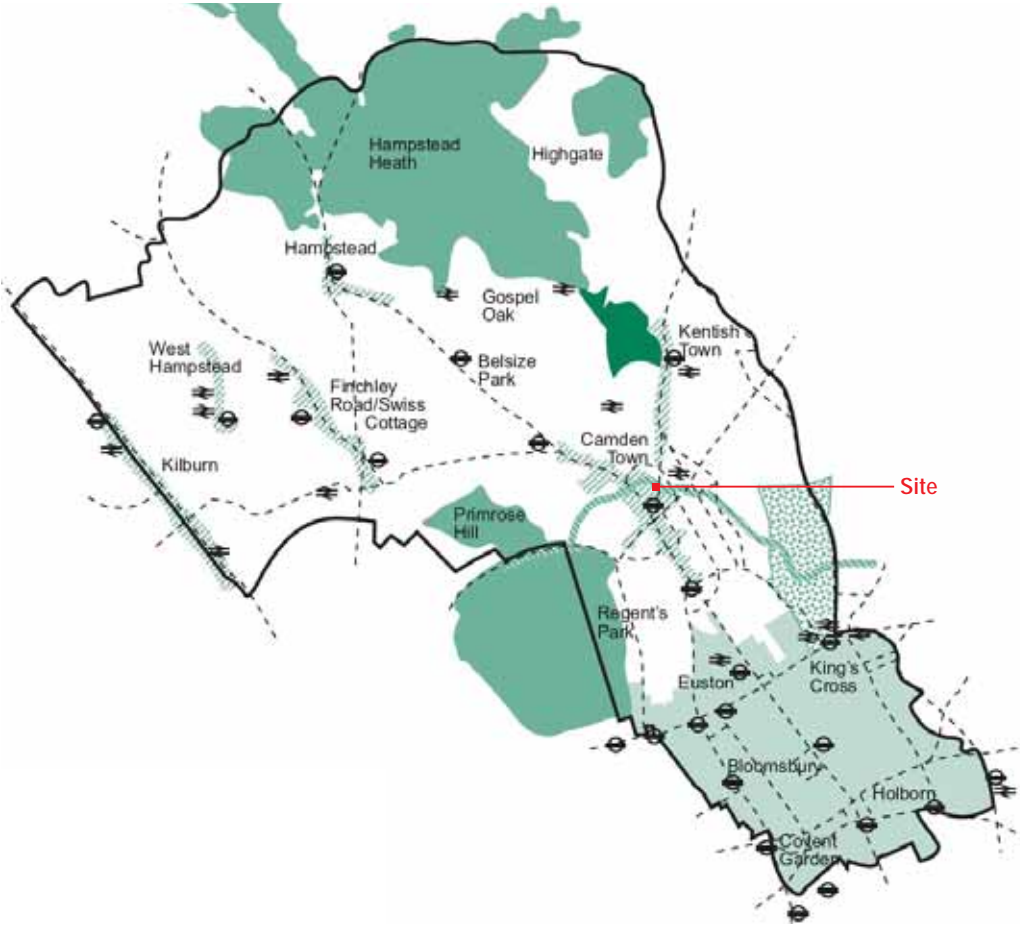 Hampstead
Heath
Highgate
Hampstead
Gospel
Oak
Kentish
Town
West
Hampstead
Belsize
Park
Finchley
Road/Swiss
Cottage
Camden
Town
Kilburn
Site
Primrose
Hill
Regent's
Park
King's
Cross
Euston
Bloomsbury
Holborn
Covent
Garden